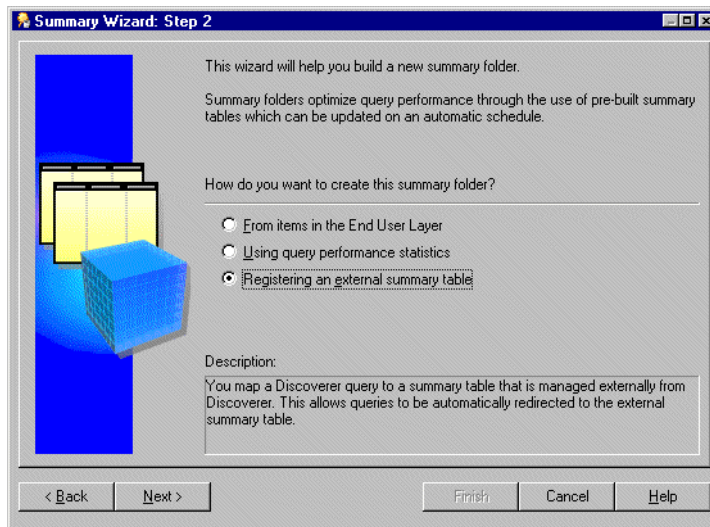 Summary Wizard: Step 2
This wizard will help you build a new summary folder.
Summary folders optimize query performance through the use of pre-built summary
tables which can be updated on an automatic schedule.
How do you want to create this summary folder?
From items in the End User Layer
Using query performance statistics
Registering an external summary table
Description:
You map a Discoverer query to a summary table that is managed externally from
Discoverer. This allows queries to be automatically redirected to the external
summary table.
< Back
Next >
Finish
Cancel
Help